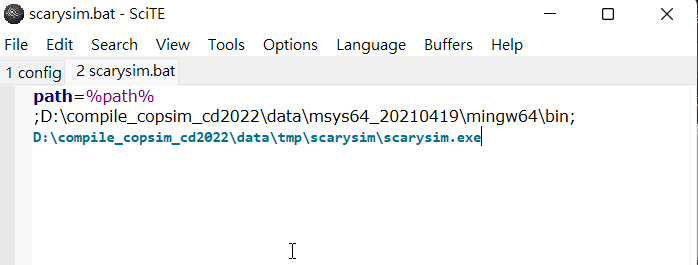 scarysim.bat - SciTE
File Edit Search View Tools Options Language Buffers Help
1 config 2 scarysim.bat
path=%path%
;D:\compile_copsim_cd2022\data\msys64_20210419\mingw64\bin;
D:\compile_copsim_cd2022\data\tmp\scarysim\scarysim.exe